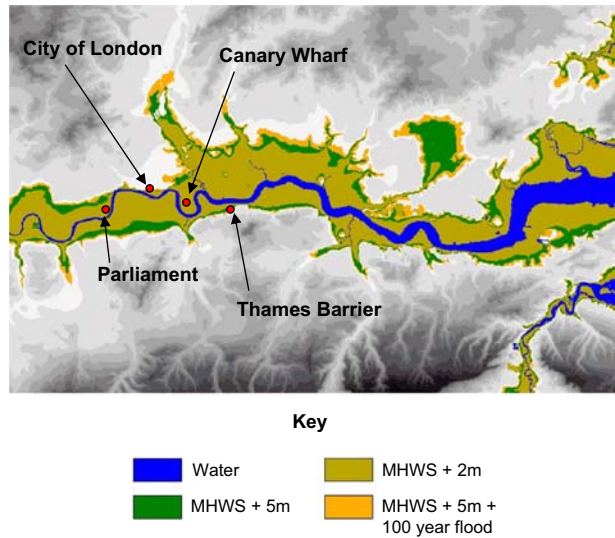 City of London
Canary Wharf
Parliament
Thames Barrier
Key
Water
MHWS + 2m
MHWS + 5m
MHWS + 5m +
100 year flood